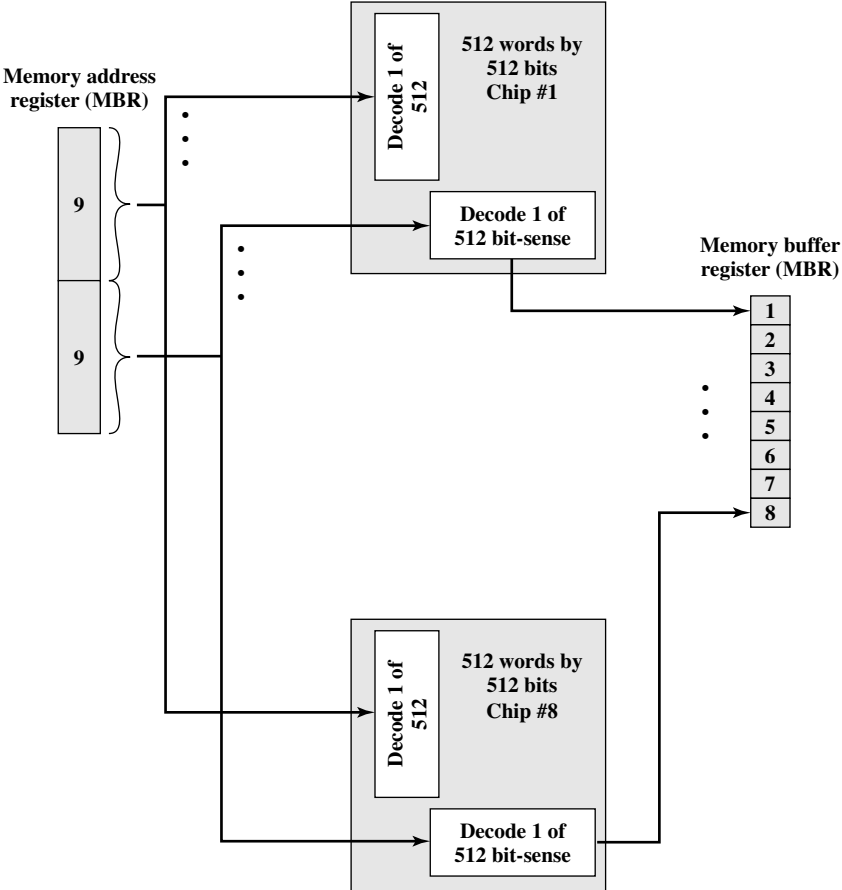 Memory address
register (MBR)
9
9
Decode 1 of
512
512 words by
512 bits
Chip #1
Decode 1 of
512 bit-sense
Memory buffer
register (MBR)
1
2
3
4
5
6
7
8
Decode 1 of
512
512 words by
512 bits
Chip #8
Decode 1 of
512 bit-sense